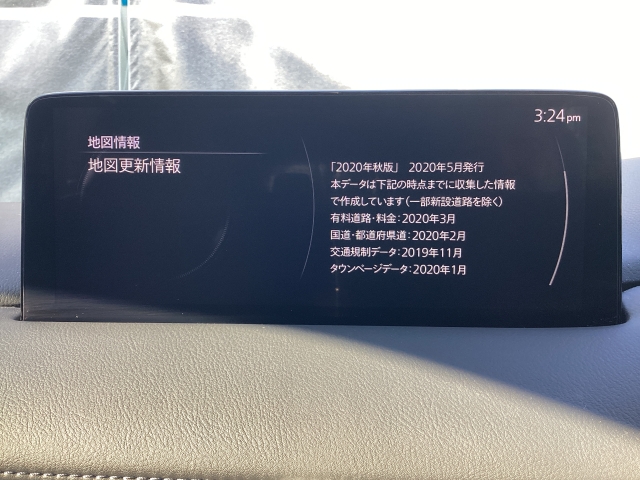 3:24pm
地図情報
地図更新情報
「2020年秋版」 2020年5月発行
本データは下記の時点までに収集した情報
で作成しています(一部新設道路を除く)
有料道路・料金:2020年3月
国道・都道府県道:2020年2月
交通規制データ:2019年11月
タウンページデータ:2020年1月